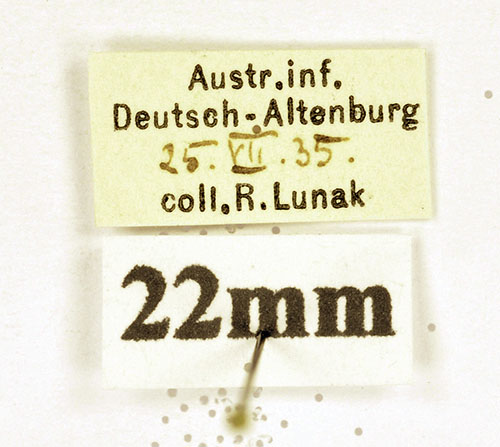 Austr.inf.
Deutsch-Altenburg
25.VII.35.
coll.R.Lunak
22mm